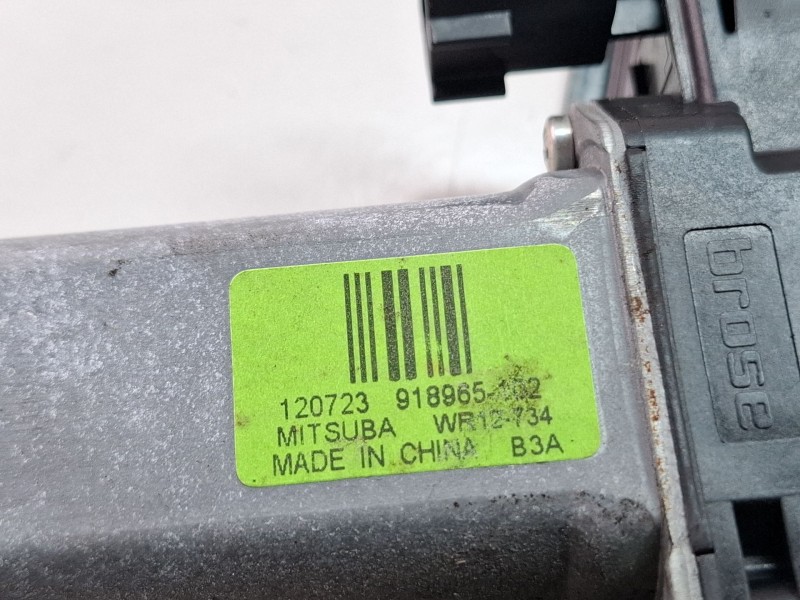 120723
MITSUBA WR12-734
MADE IN CHINA B3A
brose